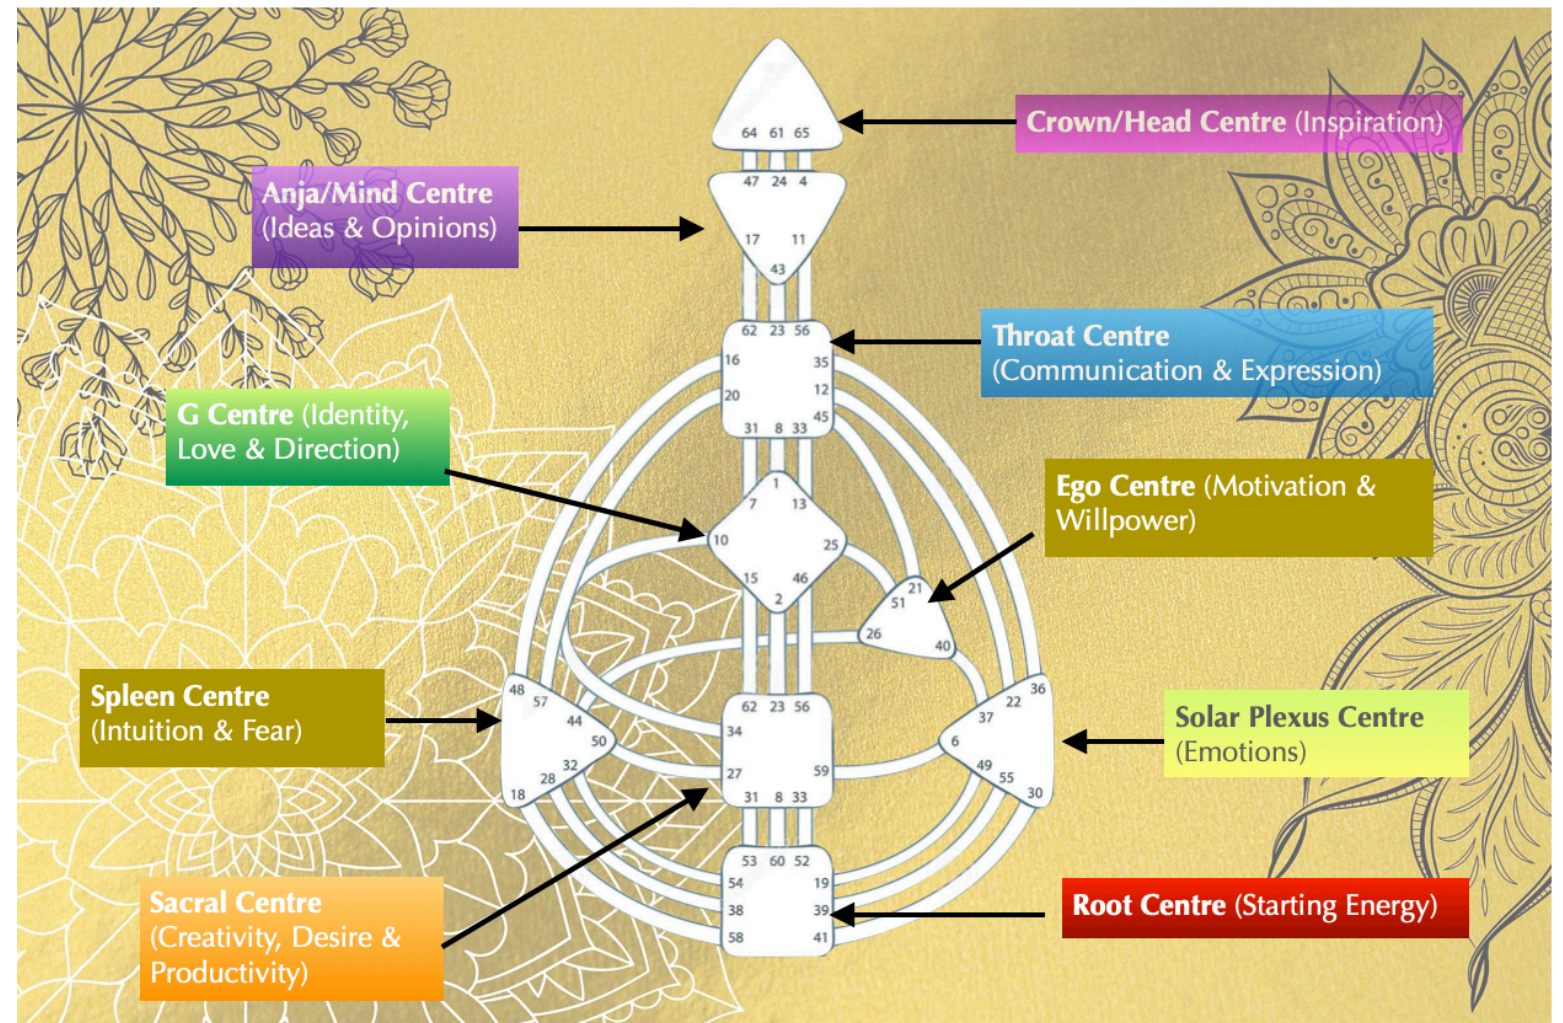 64 61 65
Crown/Head Centre (Inspiration)
47 24 4
Anja/Mind Centre
(Ideas & Opinions)
17 11
43
62 23 56
Throat Centre
(Communication & Expression)
16 35
20 12
45
31 8 33
G Centre (Identity,
Love & Direction)
1
7 13
10 25
15 46
2
Ego Centre (Motivation &
Willpower)
21
51
26
40
Spleen Centre
(Intuition & Fear)
48
57
44
50
32
28
18
62 23 56
34
27 59
31 8 33
36
22
37
6
49
55
30
Solar Plexus Centre
(Emotions)
Sacral Centre
(Creativity, Desire &
Productivity)
53 60 52
54 19
38 39
58 41
Root Centre (Starting Energy)